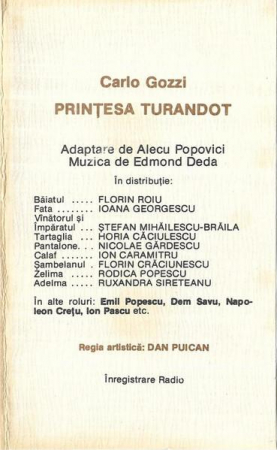 Carlo Gozzi
PRINȚESA TURANDOT
Adaptare de Alecu Popovici
Muzica de Edmond Deda
În distribuție:
Băiatul ..... FLORIN ROIU
Fata ........ IOANA GEORGESCU
Vînătorul și
Împăratul ... ȘTEFAN MIHĂILESCU-BRĂILA
Tartaglia ... HORIA CĂCIULESCU
Pantalone. .. NICOLAE GĂRDESCU
Calaf ....... ION CARAMITRU
Șambelanul . FLORIN CRĂCIUNESCU
Zelima ..... RODICA POPESCU
Adelma .... RUXANDRA SIRETEANU
În alte roluri: Emil Popescu, Dem Savu, Napo-
leon Crețu, Ion Pascu etc.
Regia artistică: DAN PUICAN
Înregistrare Radio